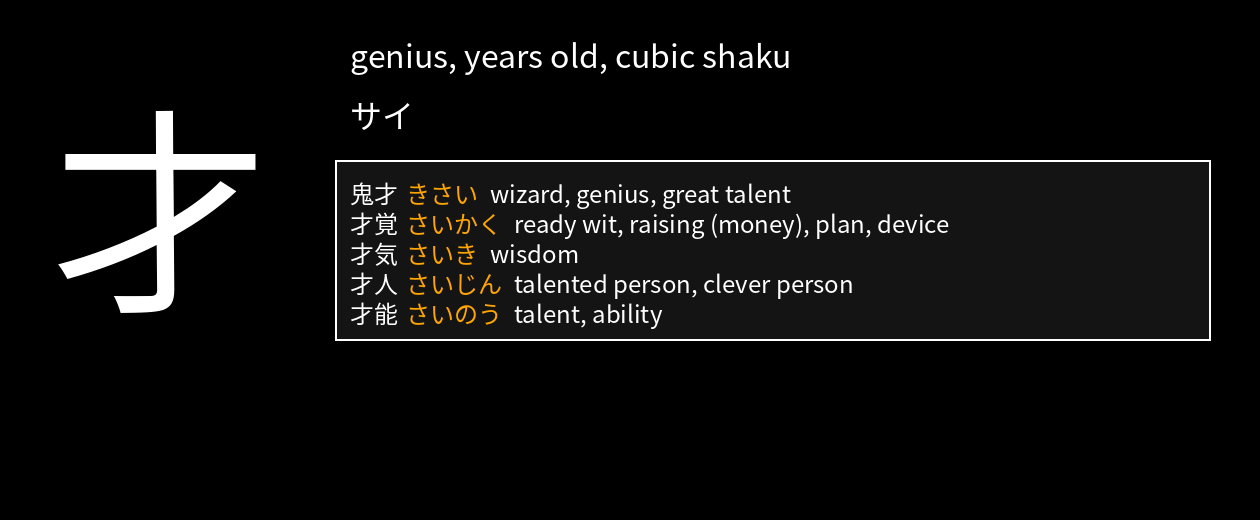 才
genius, years old, cubic shaku
サイ
鬼才 きさい wizard, genius, great talent
才覚 さいかく ready wit, raising (money), plan, device
才気 さいき wisdom
才人 さいじん talented person, clever person
才能 さいのう talent, ability